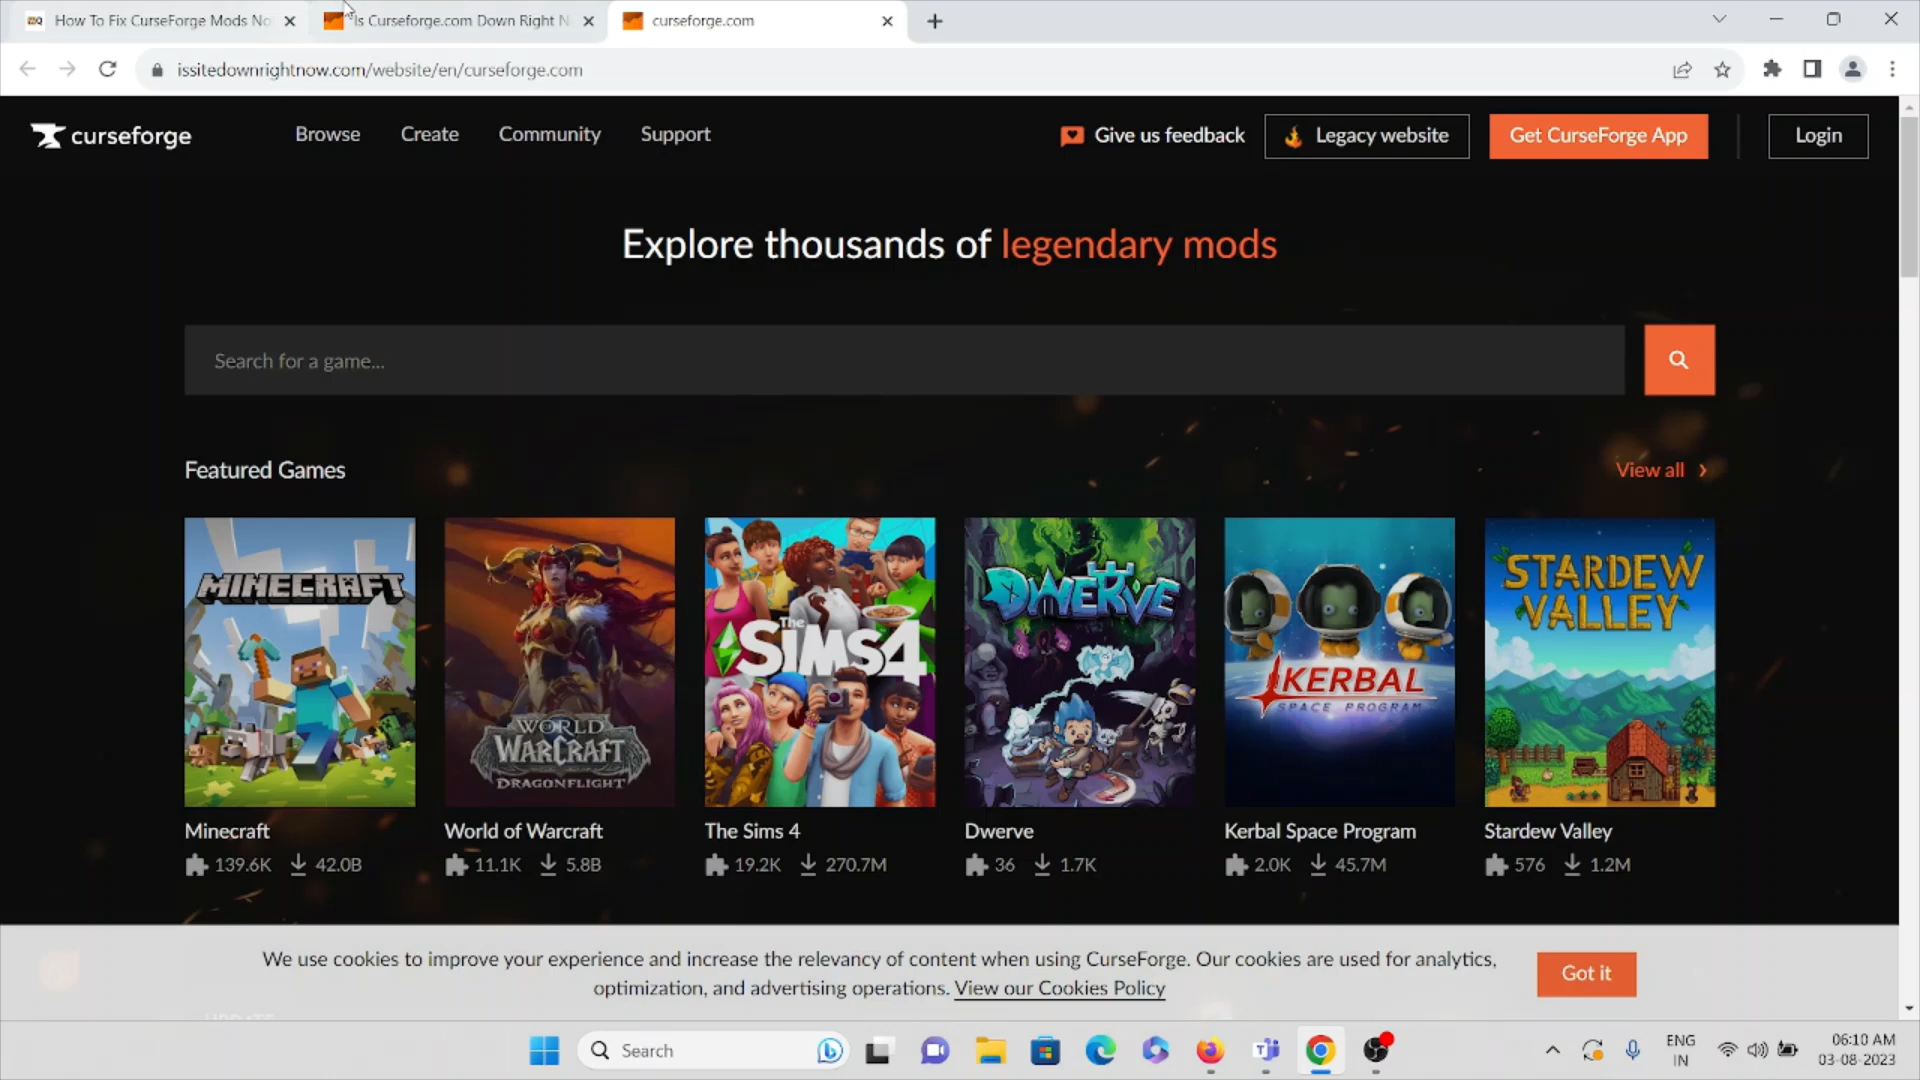 How To Fix CurseForge Mods No
Is Curseforge.com Down Right N
curseforge.com
issitedownrightnow.com/website/en/curseforge.com
curseforge
Browse
Create
Community
Support
Give us feedback
Legacy website
Get CurseForge App
Login
Explore thousands of legendary mods
Search for a game...
Featured Games
View all
MINECRAFT
WORLD
WARCRAFT
DRAGONFLIGHT
The
SIMS4
DWERVE
KERBAL
SPACE PROGRAM
STARDEW
VALLEY
Minecraft
139.6K 42.0B
World of Warcraft
11.1K 5.8B
The Sims 4
19.2K 270.7M
Dwerve
36 1.7K
Kerbal Space Program
2.0K 45.7M
Stardew Valley
576 1.2M
We use cookies to improve your experience and increase the relevancy of content when using CurseForge. Our cookies are used for analytics,
optimization, and advertising operations. View our Cookies Policy
Got it
UPDATE
Search
ENG
IN
06:10 AM
03-08-2023